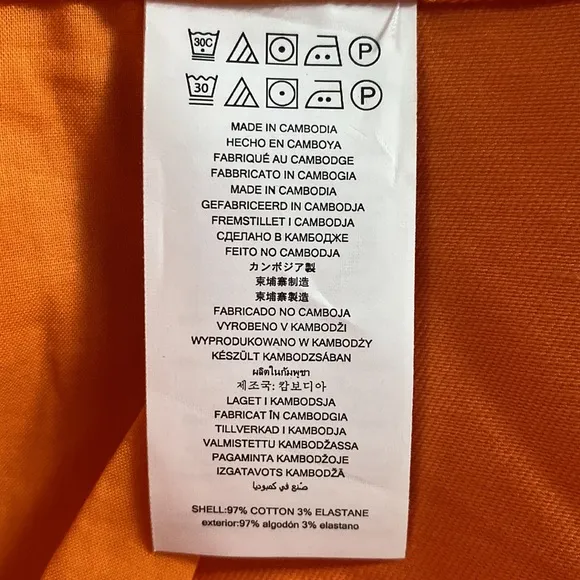 30C P
30 P
MADE IN CAMBODIA
HECHO EN CAMBOYA
FABRIQUÉ AU CAMBODGE
FABBRICATO IN CAMBOGIA
MADE IN CAMBODIA
GEFABRICEERD IN CAMBODJA
FREMSTILLET I CAMBODJA
СДЕЛАНО В КАМБОДЖЕ
FEITO NO CAMBODJA
カンボジア製
柬埔寨制造
柬埔寨製造
FABRICADO NO CAMBOJA
VYROBENO V KAMBODŽI
WYPRODUKOWANO W KAMBODŻY
KÉSZÜLT KAMBODZSÁBAN
ผลิตในกัมพูชา
제조국: 캄보디아
LAGET I KAMBODSJA
FABRICAT ÎN CAMBODGIA
TILLVERKAD I KAMBODJA
VALMISTETTU KAMBODŽASSA
PAGAMINTA KAMBODŽOJE
IZGATAVOTS KAMBODŽĀ
صُنع في كمبوديا
SHELL:97% COTTON 3% ELASTANE
exterior:97% algodón 3% elastano